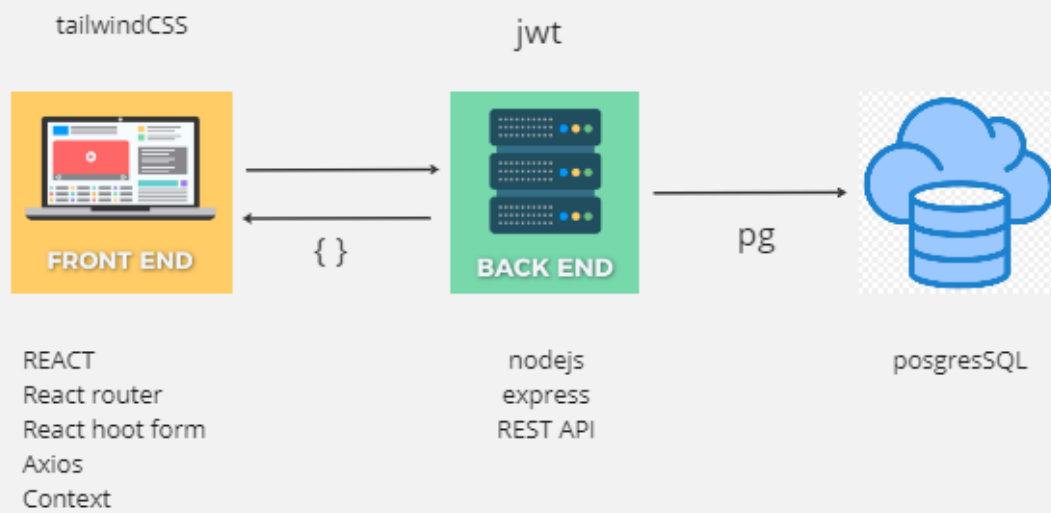 tailwindCSS
jwt
FRONT END
{ }
BACK END
pg
REACT
React router
React hoot form
Axios
Context
nodejs
express
REST API
posgresSQL